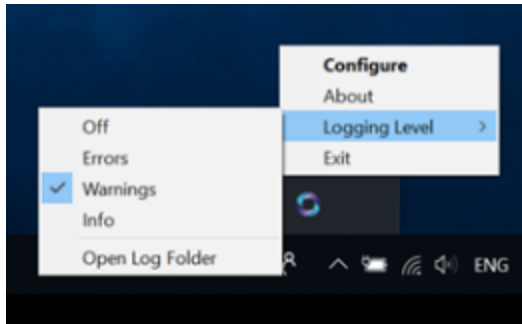 Configure
About
Logging Level
Exit
Off
Errors
Warnings
Info
Open Log Folder
ENG